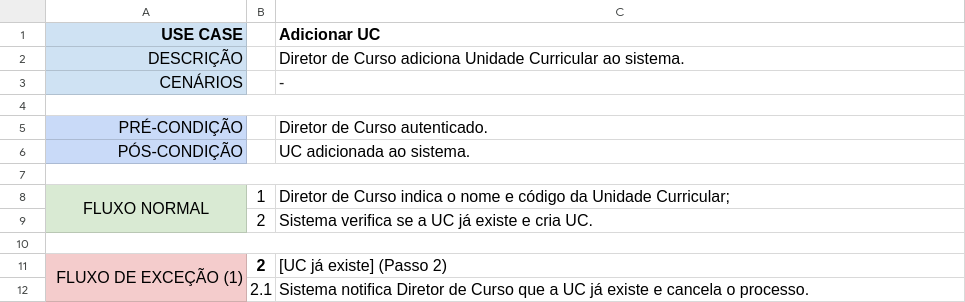 A B C
1 USE CASE Adicionar UC
2 DESCRIÇÃO Diretor de Curso adiciona Unidade Curricular ao sistema.
3 CENÁRIOS -
4
5 PRÉ-CONDIÇÃO Diretor de Curso autenticado.
6 PÓS-CONDIÇÃO UC adicionada ao sistema.
7
8 FLUXO NORMAL 1 Diretor de Curso indica o nome e código da Unidade Curricular;
9 2 Sistema verifica se a UC já existe e cria UC.
10
11 FLUXO DE EXCEÇÃO (1) 2 [UC já existe] (Passo 2)
12 2.1 Sistema notifica Diretor de Curso que a UC já existe e cancela o processo.